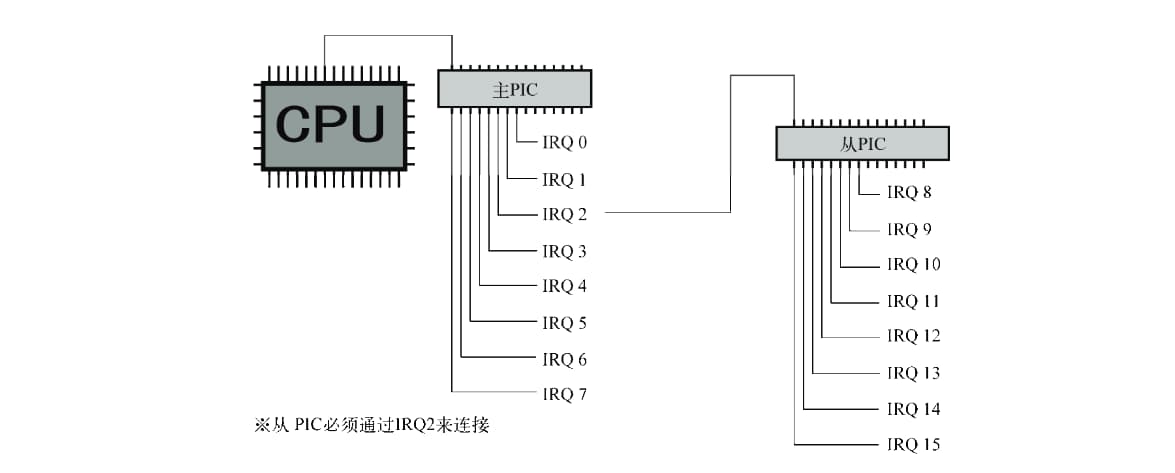 CPU
主PIC
IRQ 0
IRQ 1
IRQ 2
IRQ 3
IRQ 4
IRQ 5
IRQ 6
IRQ 7
从PIC
IRQ 8
IRQ 9
IRQ 10
IRQ 11
IRQ 12
IRQ 13
IRQ 14
IRQ 15
※从 PIC必须通过IRQ2来连接